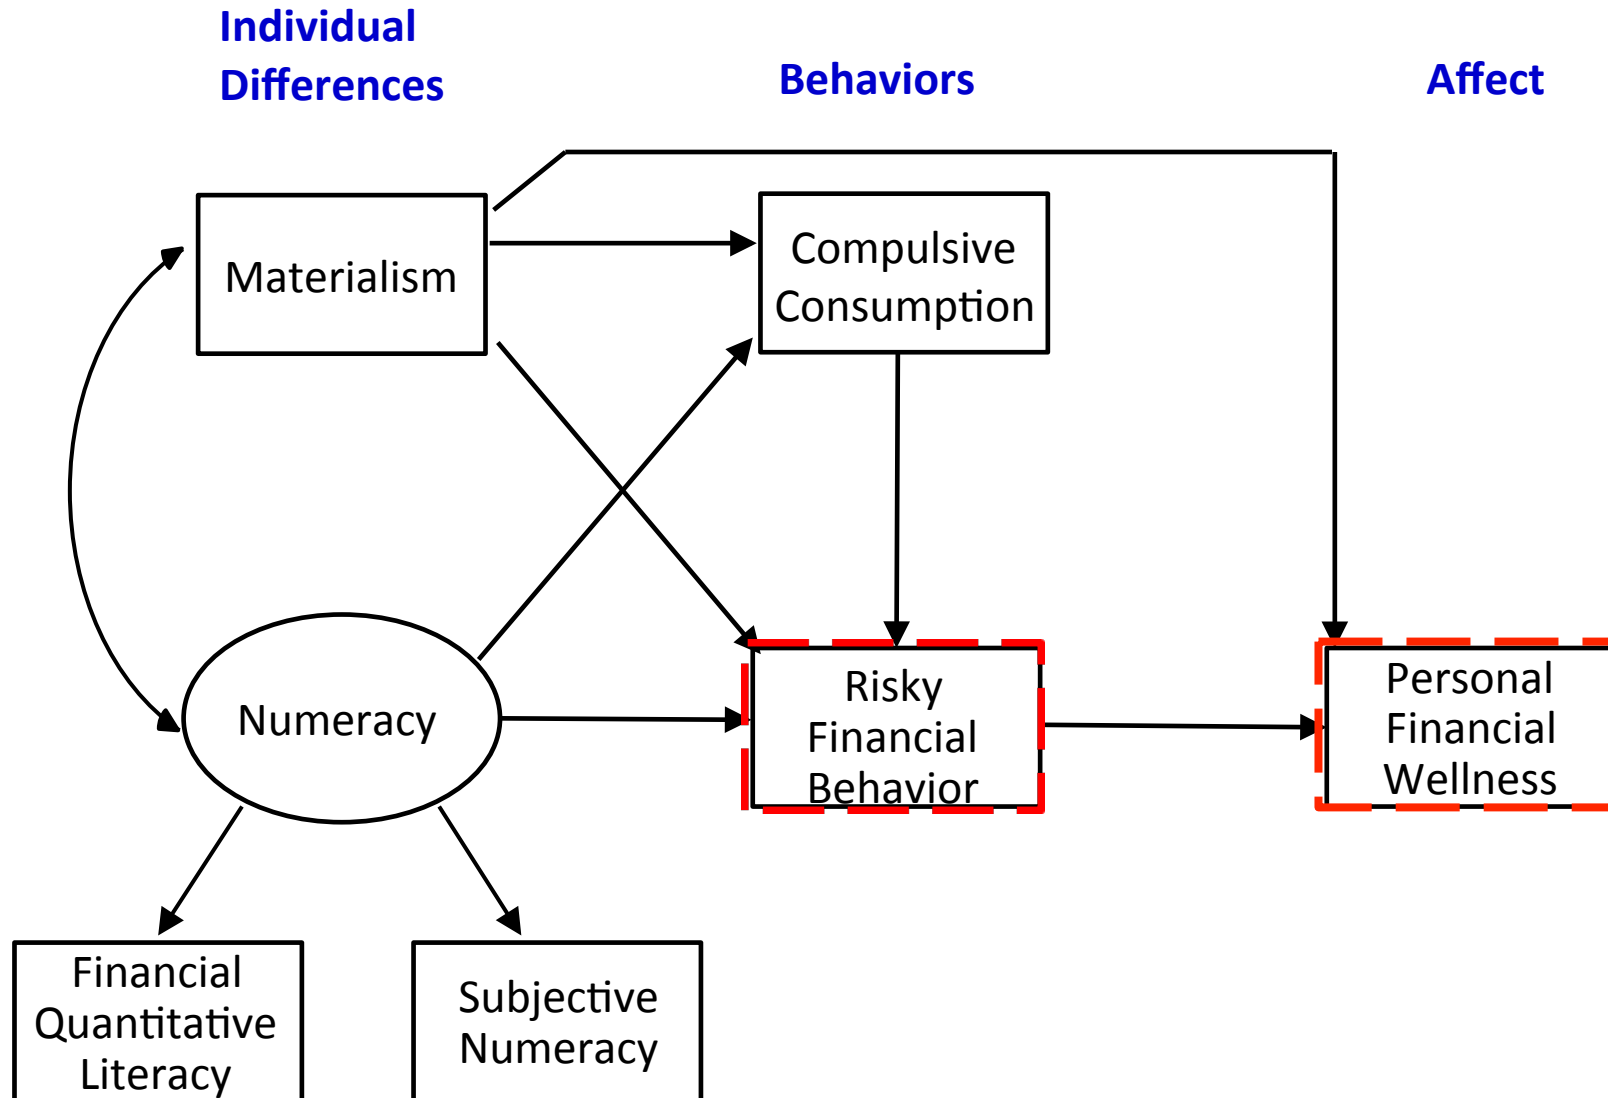 Individual
Differences
Behaviors
Affect
Materialism
Compulsive
Consumption
Numeracy
Risky
Financial
Behavior
Personal
Financial
Wellness
Financial
Quantitative
Literacy
Subjective
Numeracy